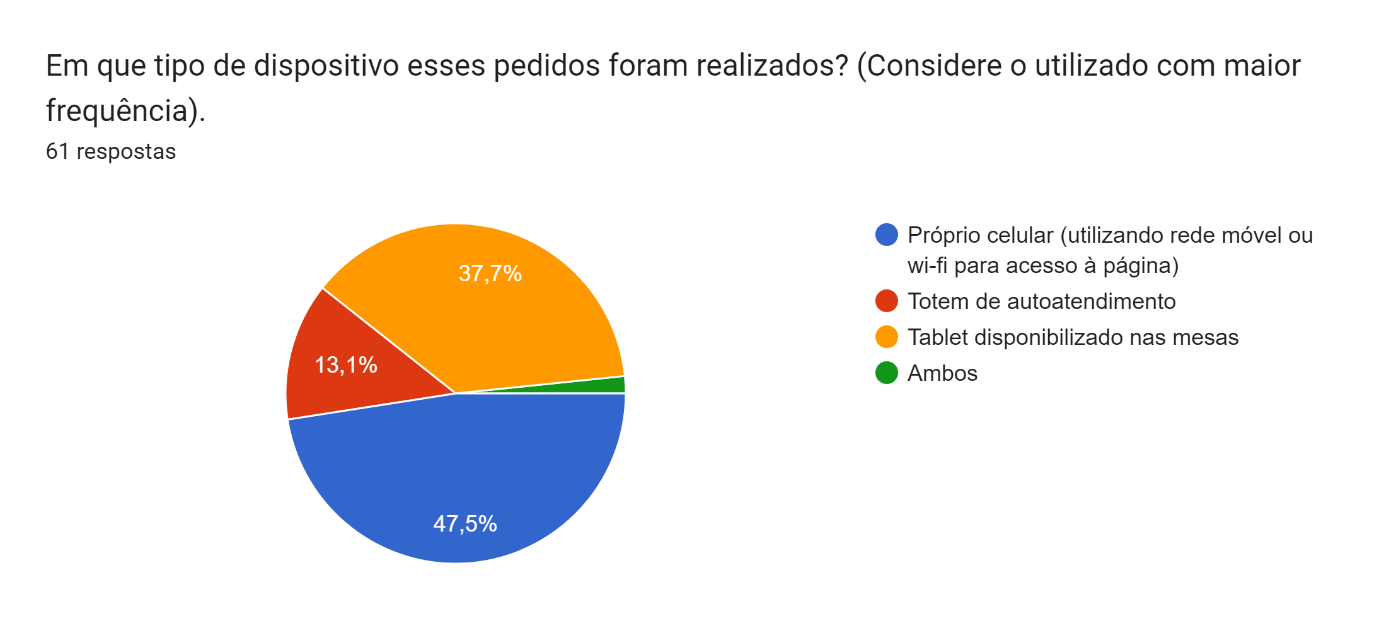 Em que tipo de dispositivo esses pedidos foram realizados? (Considere o utilizado com maior
frequência).
61 respostas
37,7%
13,1%
47,5%
Próprio celular (utilizando rede móvel ou
wi-fi para acesso à página)
Totem de autoatendimento
Tablet disponibilizado nas mesas
Ambos